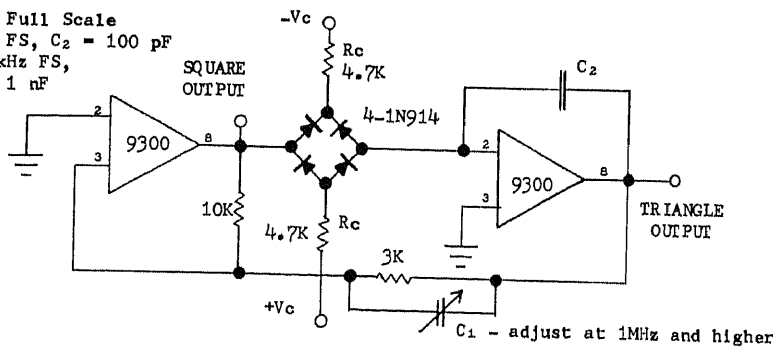 Full Scale
FS, C₂ = 100 pF
kHz FS,
1 nF
SQUARE
OUTPUT
-Vc
Rc
4.7K
4-1N914
C₂
2
9300
8
3
2
9300
8
3
TRIANGLE
OUTPUT
10K
4.7K
Rc
3K
+Vc
C₁ - adjust at 1MHz and higher